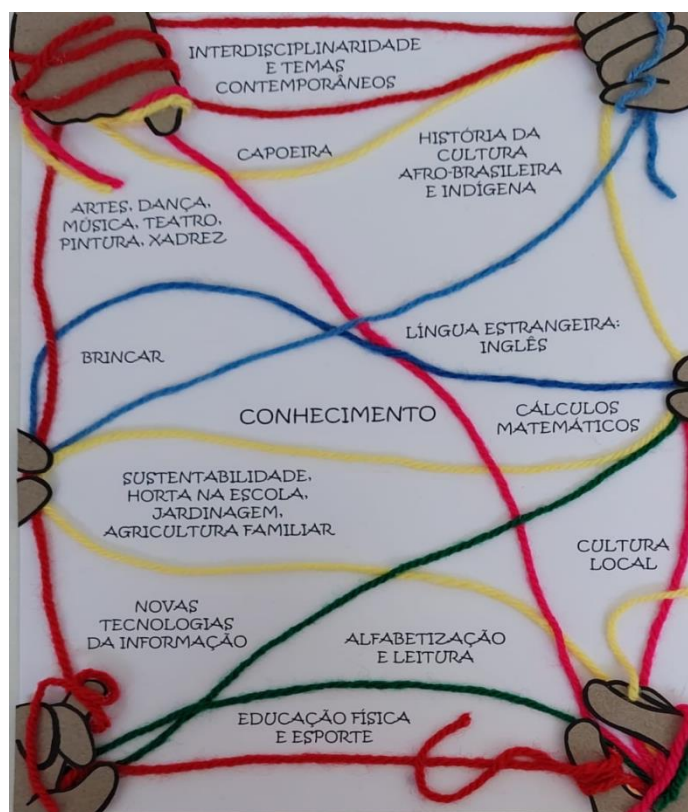 INTERDISCIPLINARIDADE
E TEMAS
CONTEMPORÂNEOS
CAPOEIRA
HISTÓRIA DA
CULTURA
AFRO-BRASILEIRA
E INDÍGENA
ARTES, DANÇA,
MÚSICA, TEATRO,
PINTURA, XADREZ
LÍNGUA ESTRANGEIRA:
INGLÊS
BRINCAR
CONHECIMENTO
CÁLCULOS
MATEMÁTICOS
SUSTENTABILIDADE,
HORTA NA ESCOLA,
JARDINAGEM,
AGRICULTURA FAMILIAR
CULTURA
LOCAL
NOVAS
TECNOLOGIAS
DA INFORMAÇÃO
ALFABETIZAÇÃO
E LEITURA
EDUCAÇÃO FÍSICA
E ESPORTE